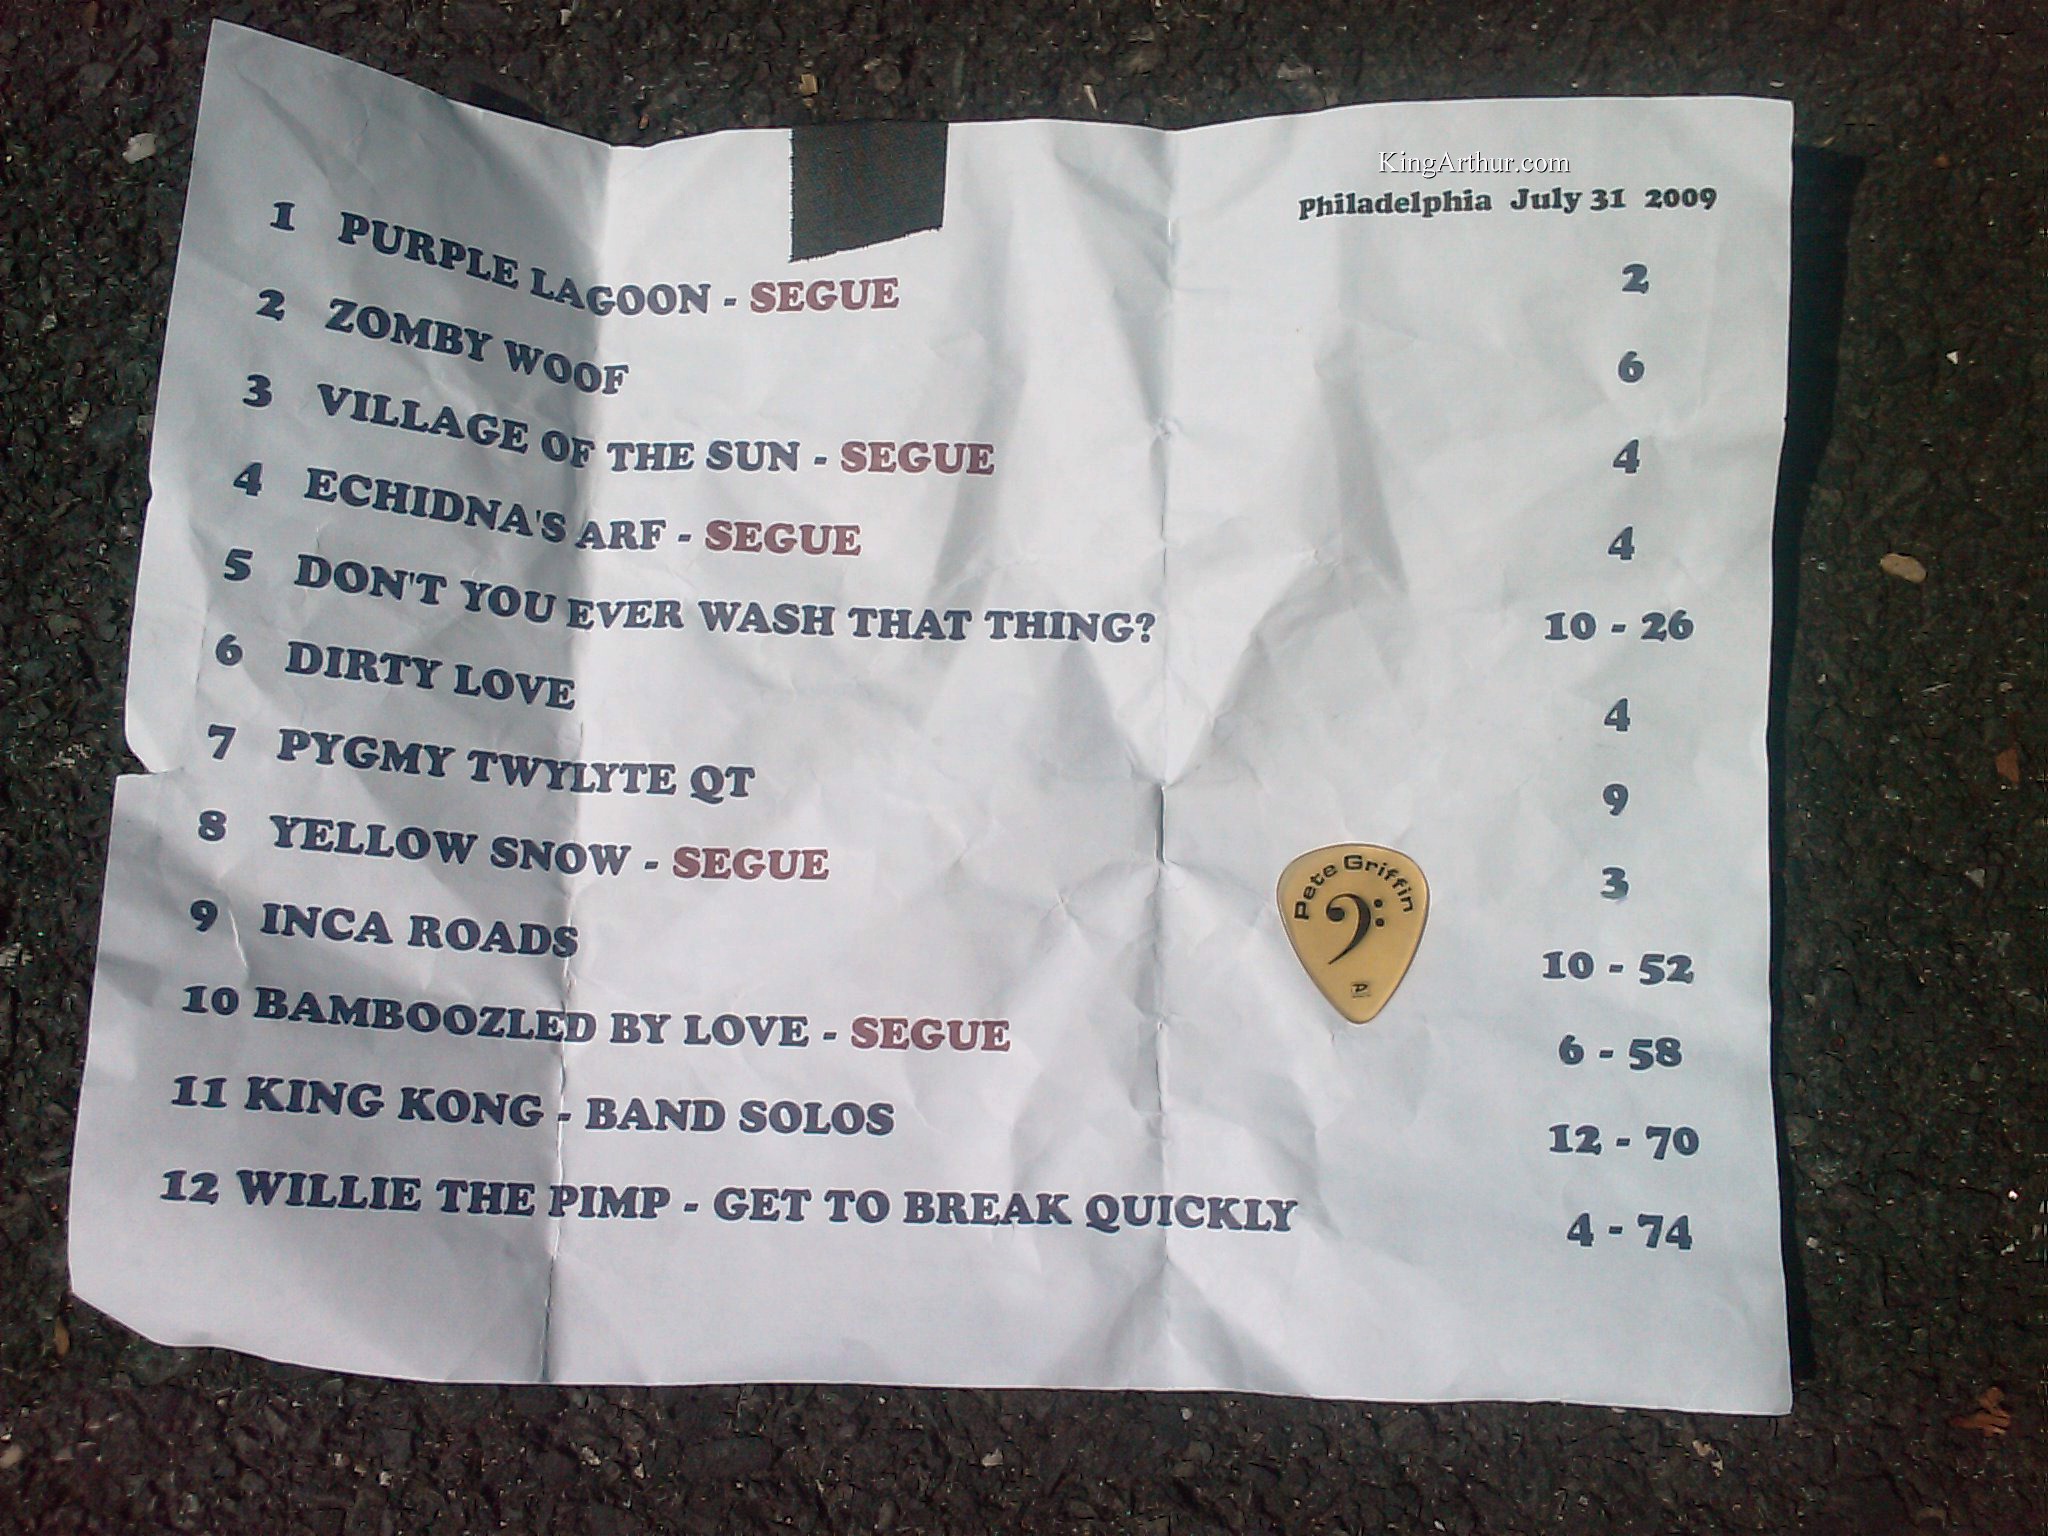 KingArthur.com
Philadelphia July 31 2009
1 PURPLE LAGOON - SEGUE 2
2 ZOMBY WOOF 6
3 VILLAGE OF THE SUN - SEGUE 4
4 ECHIDNA'S ARF - SEGUE 4
5 DON'T YOU EVER WASH THAT THING? 10 - 26
6 DIRTY LOVE 4
7 PYGMY TWYLYTE QT 9
8 YELLOW SNOW - SEGUE 3
Pete Griffin
9 INCA ROADS 10 - 52
10 BAMBOOZLED BY LOVE - SEGUE 6 - 58
11 KING KONG - BAND SOLOS 12 - 70
12 WILLIE THE PIMP - GET TO BREAK QUICKLY 4 - 74